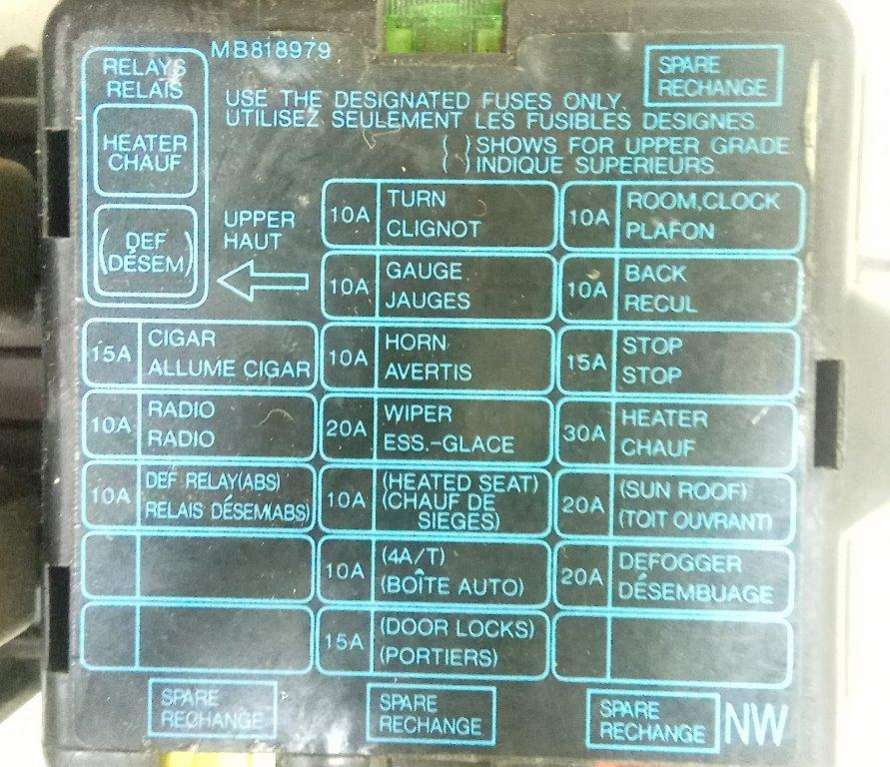 MB818979
RELAYS
RELAIS
HEATER
CHAUF
(DEF
DÉSEM)
SPARE
RECHANGE
USE THE DESIGNATED FUSES ONLY.
UTILISEZ SEULEMENT LES FUSIBLES DESIGNES
( ) SHOWS FOR UPPER GRADE
( ) INDIQUE SUPERIEURS.
UPPER
HAUT
10A TURN
CLIGNOT
10A ROOM,CLOCK
PLAFON
10A GAUGE
JAUGES
10A BACK
RECUL
15A CIGAR
ALLUME CIGAR
10A HORN
AVERTIS
15A STOP
STOP
10A RADIO
RADIO
20A WIPER
ESS.-GLACE
30A HEATER
CHAUF
10A DEF RELAY(ABS)
RELAIS DÉSEM(ABS)
10A (HEATED SEAT)
(CHAUF DE
SIEGES)
20A (SUN ROOF)
(TOIT OUVRANT)
10A (4A/T)
(BOÎTE AUTO)
20A DEFOGGER
DÉSEMBUAGE
15A (DOOR LOCKS)
(PORTIERS)
SPARE
RECHANGE
SPARE
RECHANGE
SPARE
RECHANGE
NW